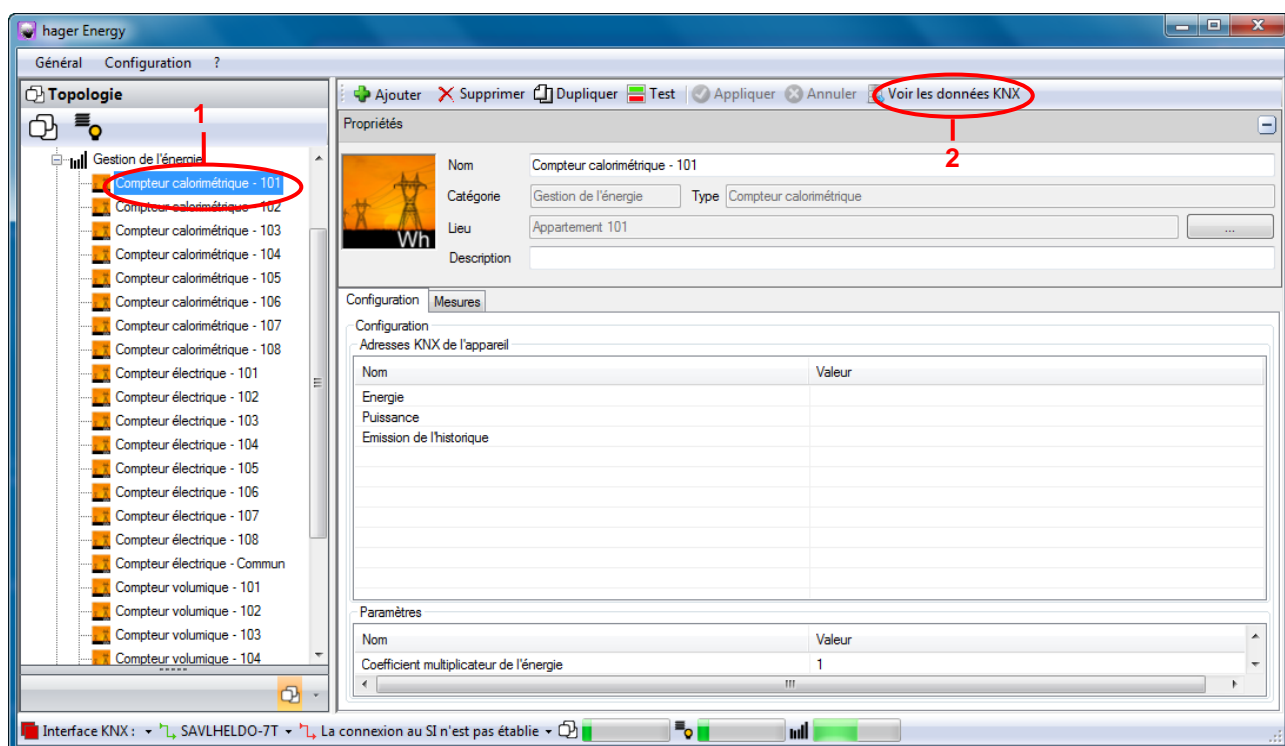 hager Energy
Général Configuration ?
Topologie
Ajouter Supprimer Dupliquer Test Appliquer Annuler Voir les données KNX
1
2
Gestion de l'énergie
Compteur calorimétrique - 101
Compteur calorimétrique - 102
Compteur calorimétrique - 103
Compteur calorimétrique - 104
Compteur calorimétrique - 105
Compteur calorimétrique - 106
Compteur calorimétrique - 107
Compteur calorimétrique - 108
Compteur électrique - 101
Compteur électrique - 102
Compteur électrique - 103
Compteur électrique - 104
Compteur électrique - 105
Compteur électrique - 106
Compteur électrique - 107
Compteur électrique - 108
Compteur électrique - Commun
Compteur volumique - 101
Compteur volumique - 102
Compteur volumique - 103
Compteur volumique - 104
Propriétés
Wh
Nom Compteur calorimétrique - 101
Catégorie Gestion de l'énergie Type Compteur calorimétrique
Lieu Appartement 101 ...
Description
Configuration Mesures
Configuration
Adresses KNX de l'appareil
Nom Valeur
Energie
Puissance
Emission de l'historique
Paramètres
Nom Valeur
Coefficient multiplicateur de l'énergie 1
Interface KNX : SAVLHELDO-7T La connexion au SI n'est pas établie